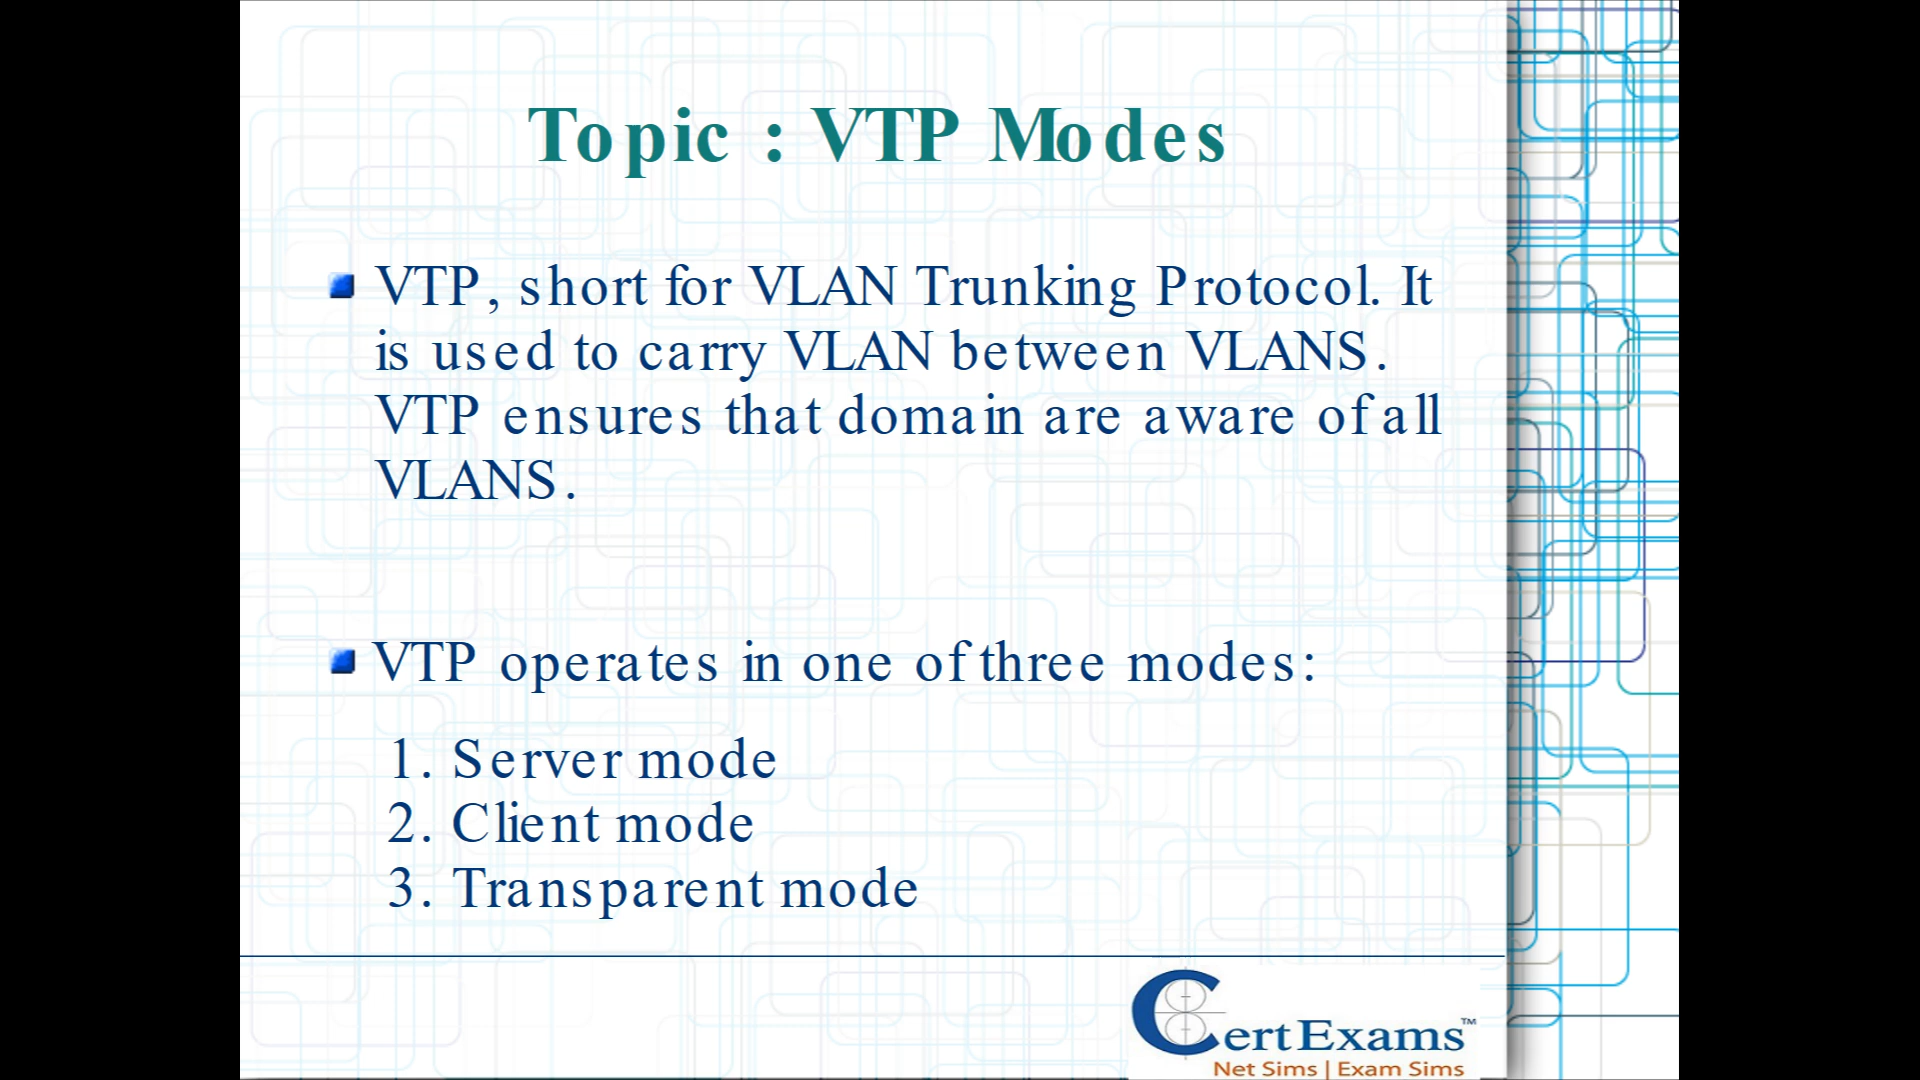 Topic : VTP Modes
VTP, short for VLAN Trunking Protocol. It
is used to carry VLAN between VLANS.
VTP ensures that domain are aware of all
VLANS.
VTP operates in one of three modes:
1. Server mode
2. Client mode
3. Transparent mode
CertExams™
Net Sims | Exam Sims